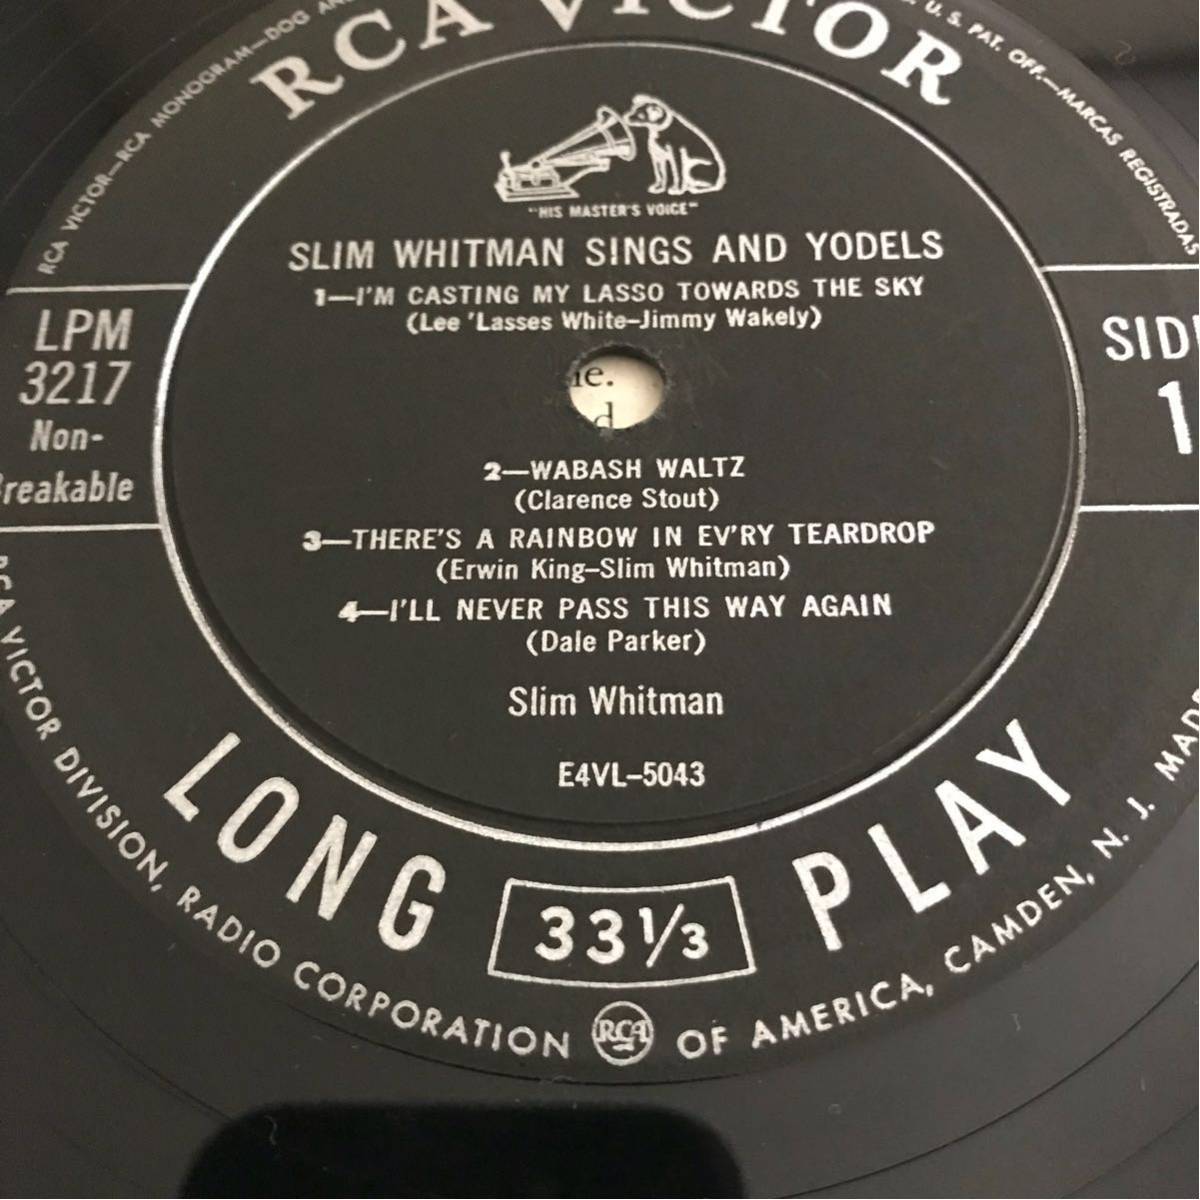 RCA VICTOR
RCA VICTOR—RCA MONOGRAM—DOG
U. S. PAT. OFF.—MARCAS REGISTRADAS
"HIS MASTER'S VOICE"
SLIM WHITMAN SINGS AND YODELS
1—I'M CASTING MY LASSO TOWARDS THE SKY
(Lee 'Lasses White–Jimmy Wakely)
LPM
3217
Non-
reakable
SIDE
1
ie.
d
2—WABASH WALTZ
(Clarence Stout)
3—THERE'S A RAINBOW IN EV'RY TEARDROP
(Erwin King–Slim Whitman)
4—I'LL NEVER PASS THIS WAY AGAIN
(Dale Parker)
Slim Whitman
E4VL–5043
LONG 33⅓ PLAY
RCA VICTOR DIVISION, RADIO CORPORATION RCA OF AMERICA, CAMDEN, N. J. MADE